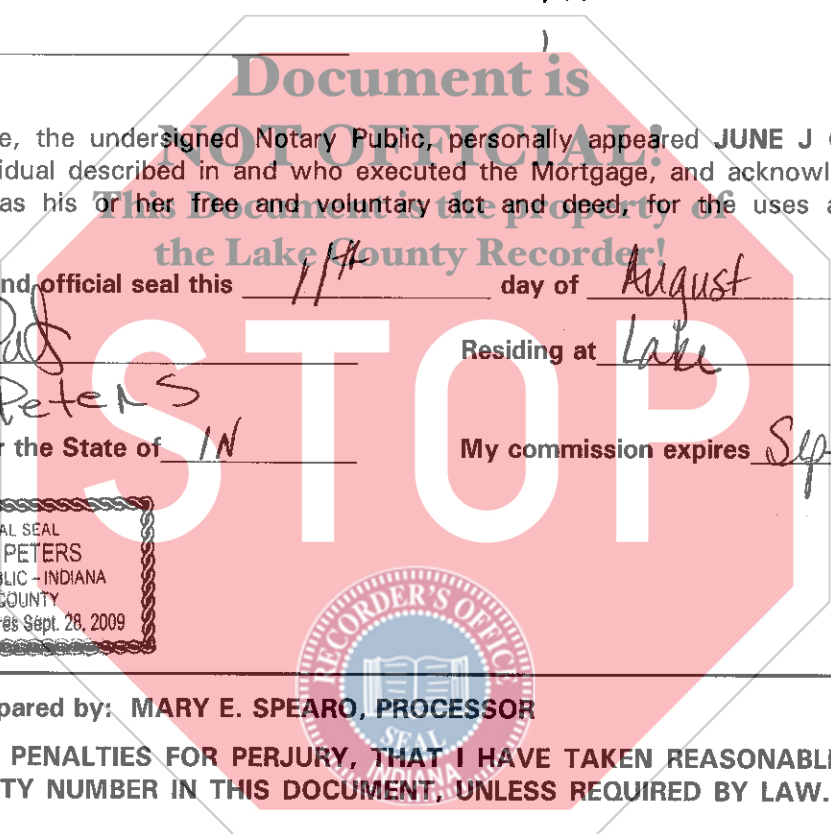 Document is
e, the undersigned Notary Public, personally appeared JUNE J
NOT OFFICIAL!
idual described in and who executed the Mortgage, and acknowl
This Document is the property of
as his or her free and voluntary act and deed, for the uses a
the Lake County Recorder!
nd official seal this 11th day of August
Residing at Lake
Peters
r the State of IN My commission expires Sep
STOP
AL SEAL
PETERS
BLIC - INDIANA
COUNTY
res Sept. 28, 2009
RECORDER'S OFFICE
SEAL
INDIANA
pared by: MARY E. SPEARO, PROCESSOR
PENALTIES FOR PERJURY, THAT I HAVE TAKEN REASONABL
TY NUMBER IN THIS DOCUMENT, UNLESS REQUIRED BY LAW.